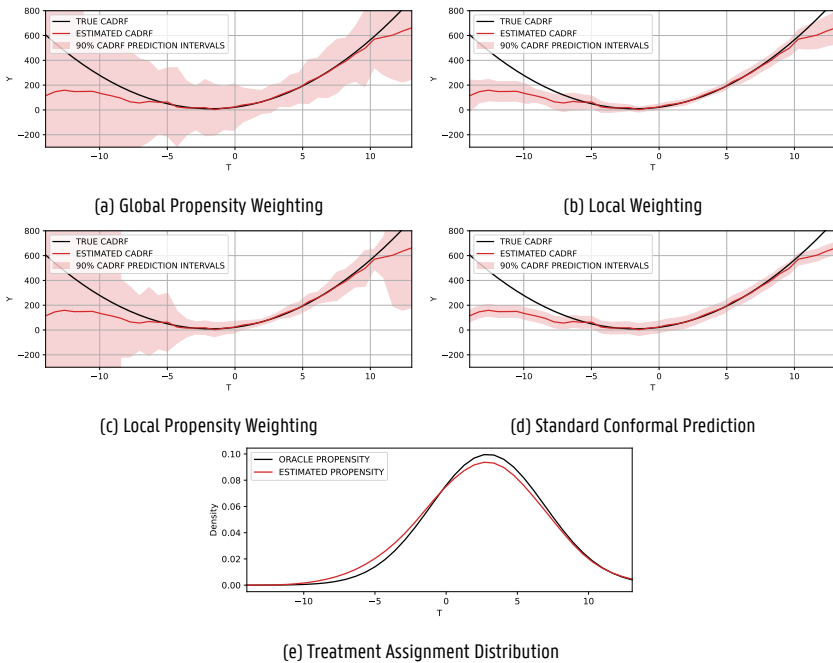 800
600
400
200
0
−200
Y
TRUE CADRF
ESTIMATED CADRF
90% CADRF PREDICTION INTERVALS
−10
−5
0
5
10
T
(a) Global Propensity Weighting
800
600
400
200
0
−200
Y
TRUE CADRF
ESTIMATED CADRF
90% CADRF PREDICTION INTERVALS
−10
−5
0
5
10
T
(b) Local Weighting
800
600
400
200
0
−200
Y
TRUE CADRF
ESTIMATED CADRF
90% CADRF PREDICTION INTERVALS
−10
−5
0
5
10
T
(c) Local Propensity Weighting
800
600
400
200
0
−200
Y
TRUE CADRF
ESTIMATED CADRF
90% CADRF PREDICTION INTERVALS
−10
−5
0
5
10
T
(d) Standard Conformal Prediction
0.10
0.08
0.06
0.04
0.02
0.00
Density
ORACLE PROPENSITY
ESTIMATED PROPENSITY
−10
−5
0
5
10
T
(e) Treatment Assignment Distribution